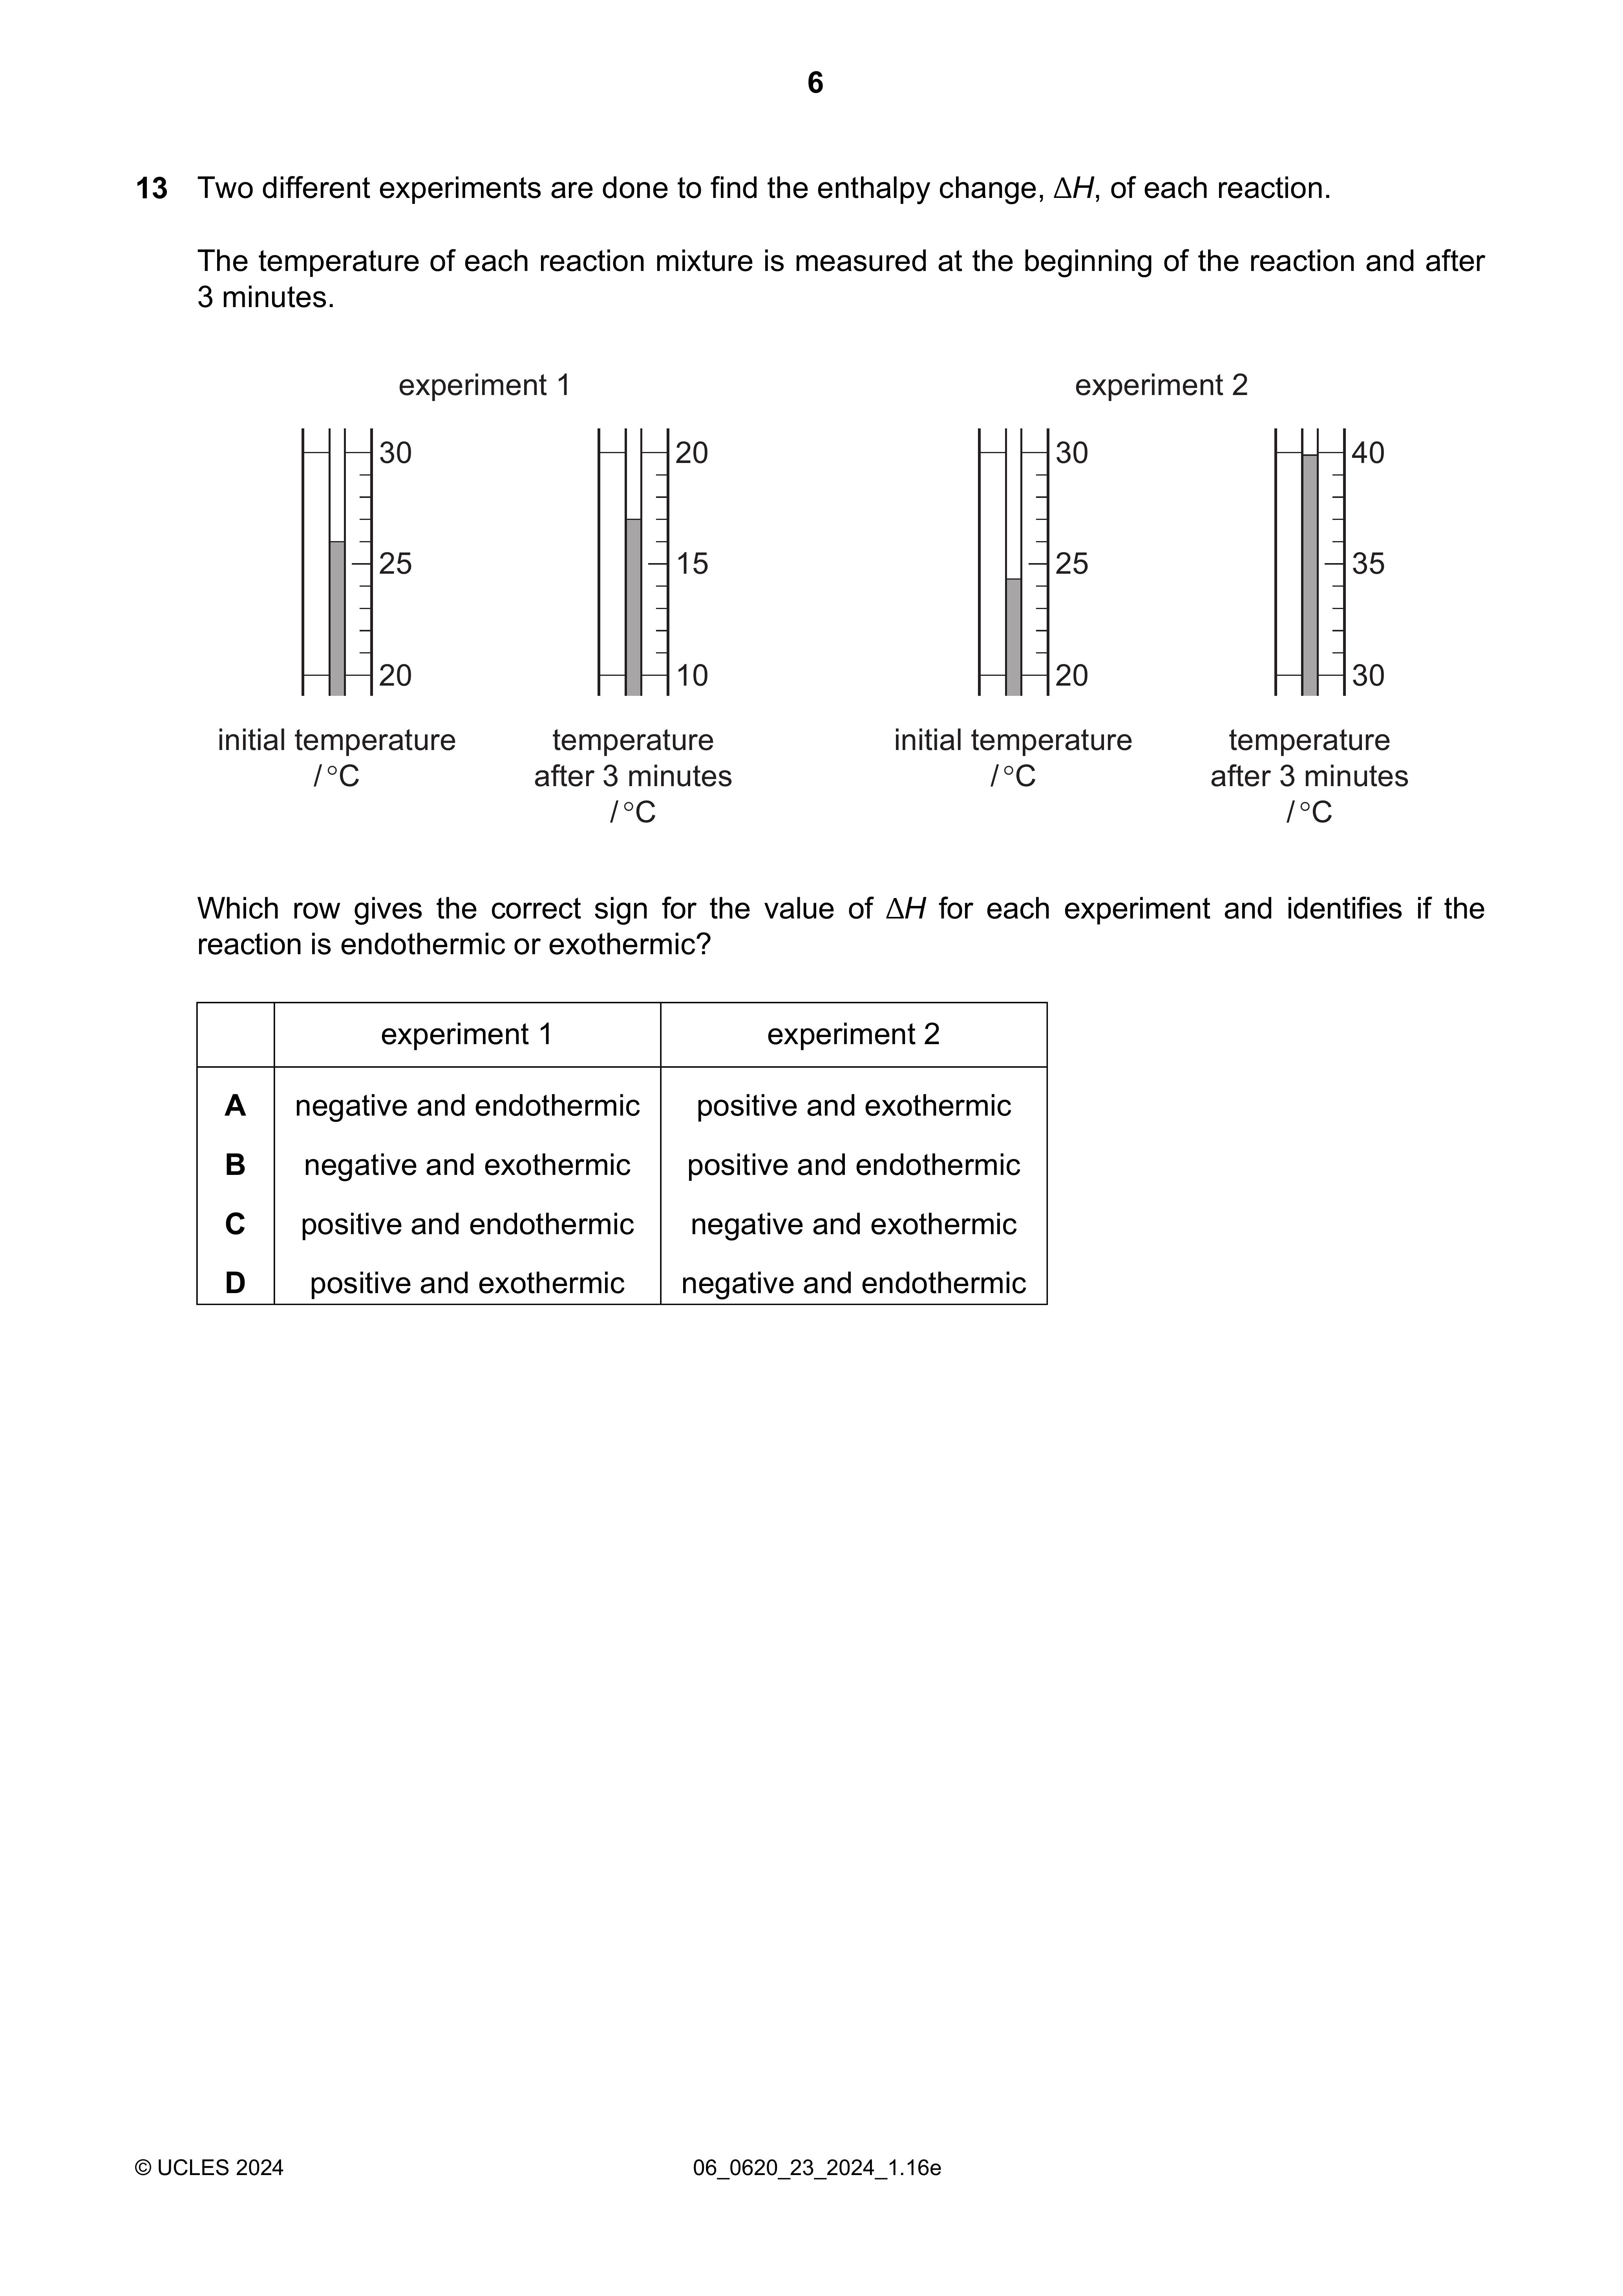 6
13 Two different experiments are done to find the enthalpy change, ΔH, of each reaction.
The temperature of each reaction mixture is measured at the beginning of the reaction and after
3 minutes.
experiment 1 experiment 2
30 20 30 40
25 15 25 35
20 10 20 30
initial temperature temperature initial temperature temperature
/°C after 3 minutes /°C after 3 minutes
/°C /°C
Which row gives the correct sign for the value of ΔH for each experiment and identifies if the
reaction is endothermic or exothermic?
experiment 1 experiment 2
A negative and endothermic positive and exothermic
B negative and exothermic positive and endothermic
C positive and endothermic negative and exothermic
D positive and exothermic negative and endothermic
© UCLES 2024 06_0620_23_2024_1.16e